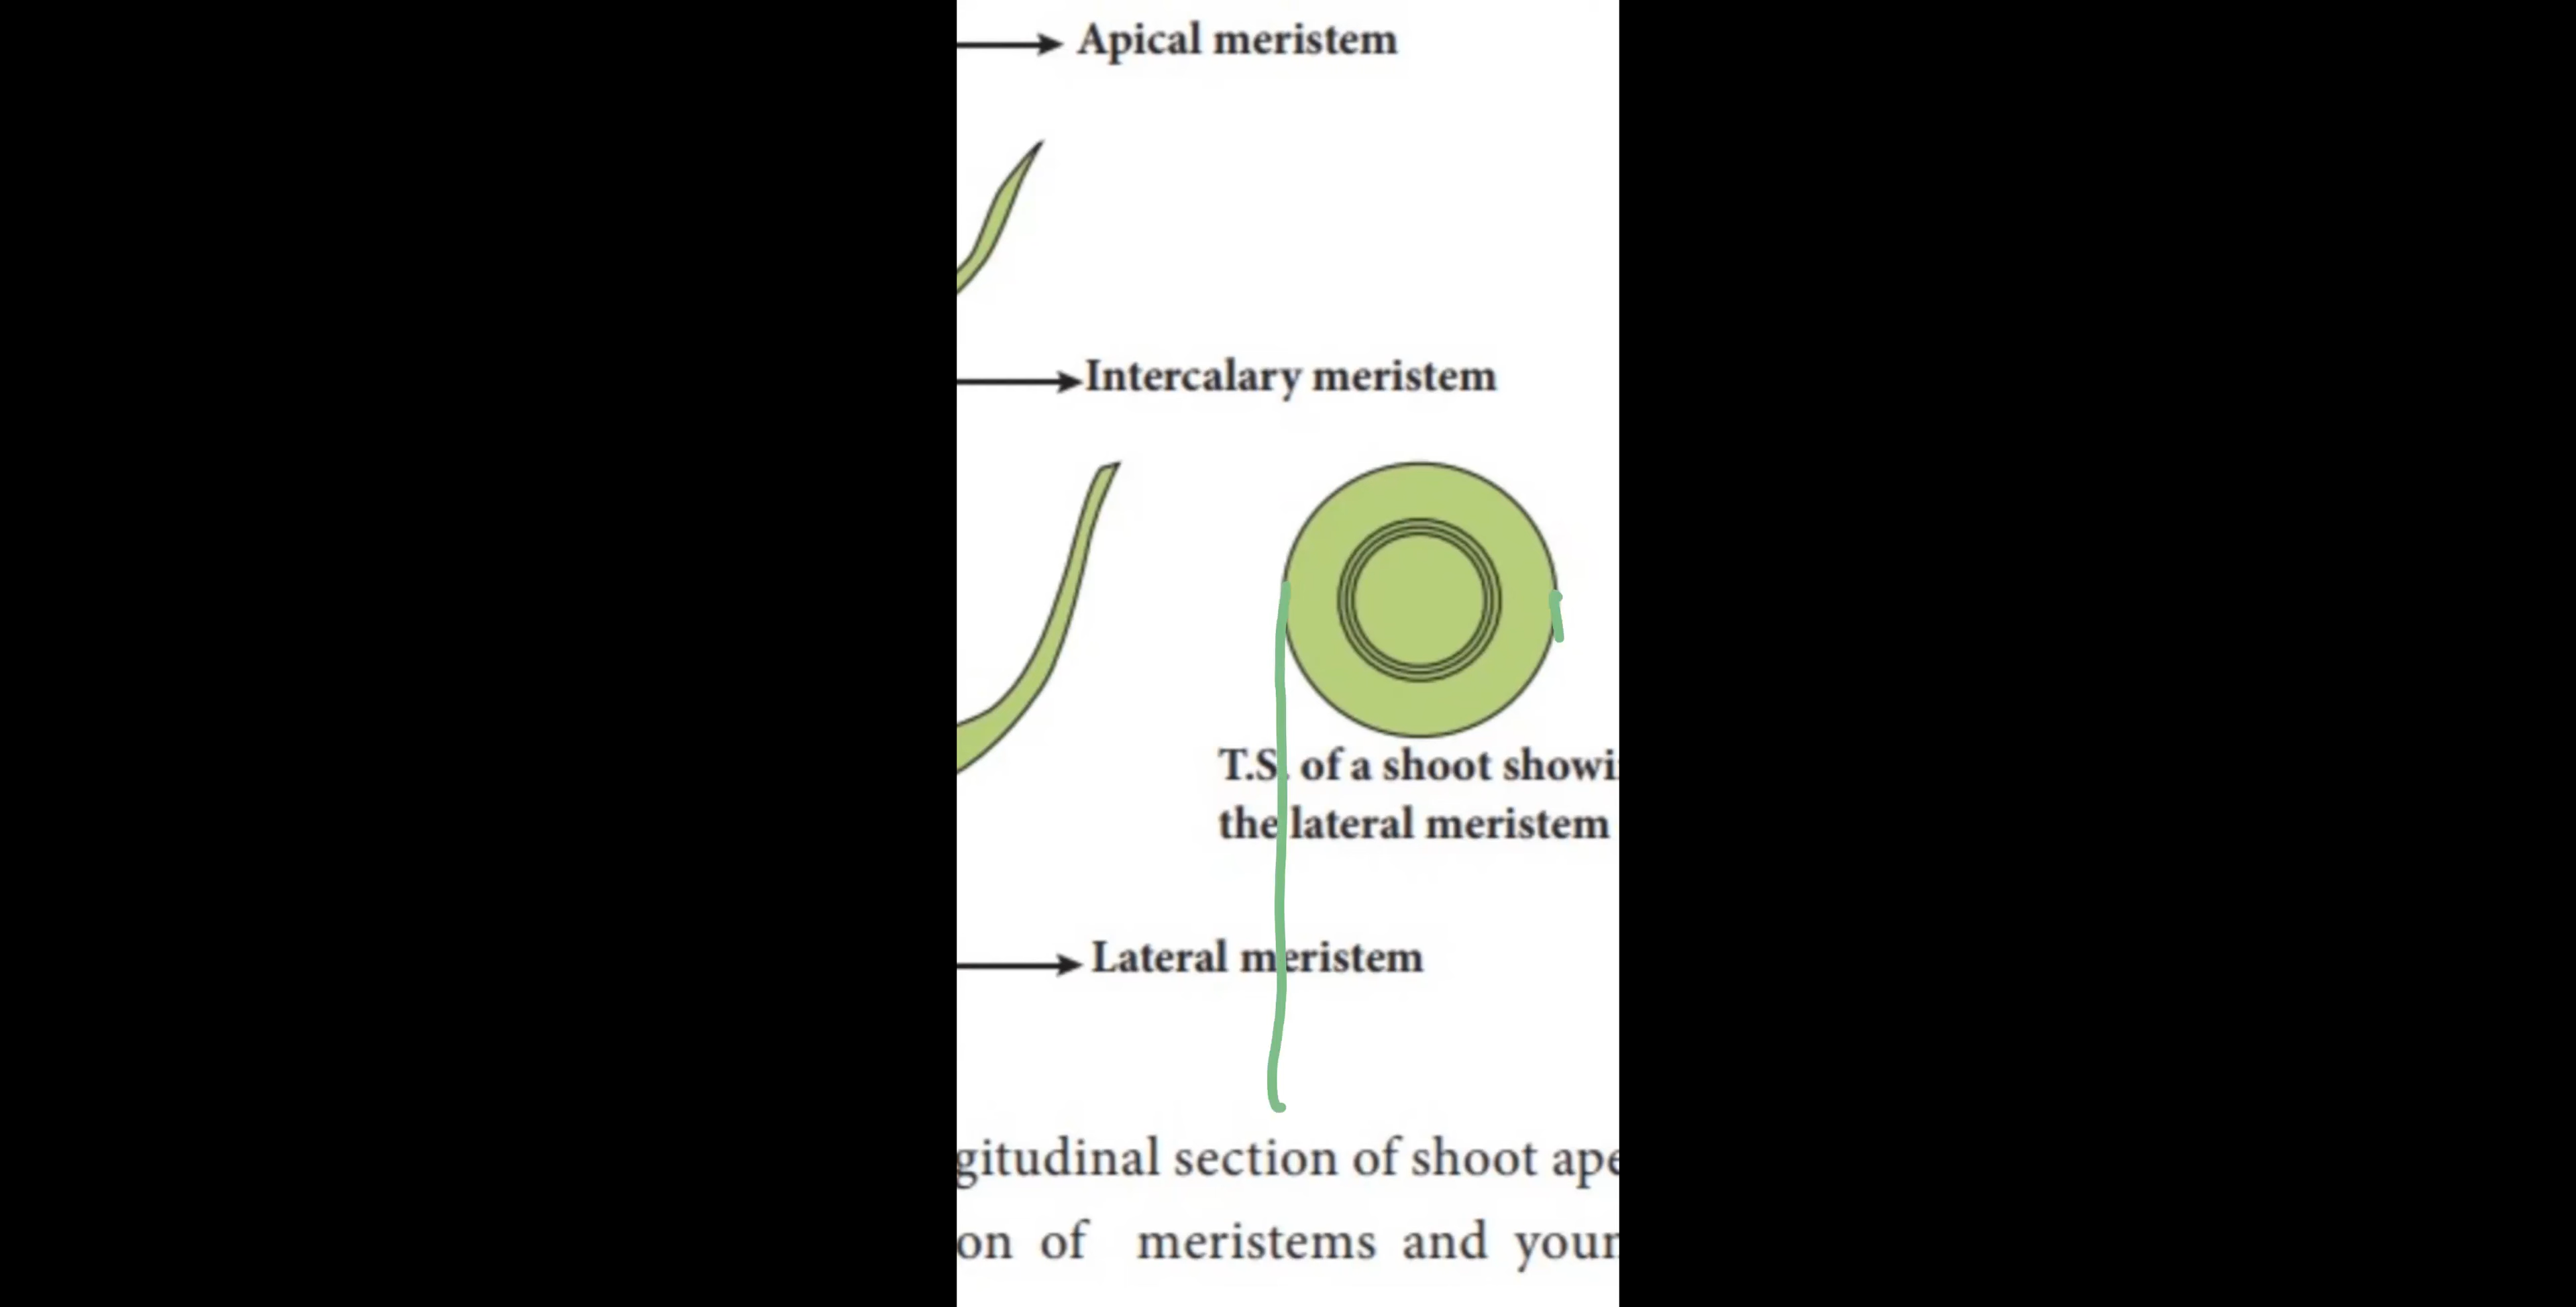 Apical meristem
Intercalary meristem
T.S. of a shoot showi
the lateral meristem
Lateral meristem
gitudinal section of shoot ape
on of meristems and your